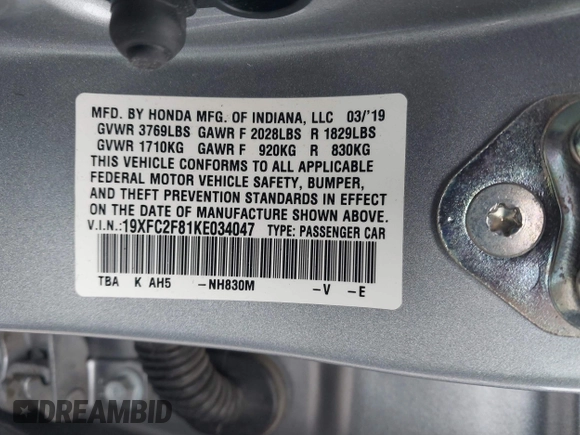 MFD. BY HONDA MFG. OF INDIANA, LLC 03/'19
GVWR 3769LBS GAWR F 2028LBS R 1829LBS
GVWR 1710KG GAWR F 920KG R 830KG
THIS VEHICLE CONFORMS TO ALL APPLICABLE
FEDERAL MOTOR VEHICLE SAFETY, BUMPER,
AND THEFT PREVENTION STANDARDS IN EFFECT
ON THE DATE OF MANUFACTURE SHOWN ABOVE.
V.I.N.:19XFC2F81KE034047 TYPE: PASSENGER CAR
TBA K AH5 -NH830M -V -E
DREAMBID